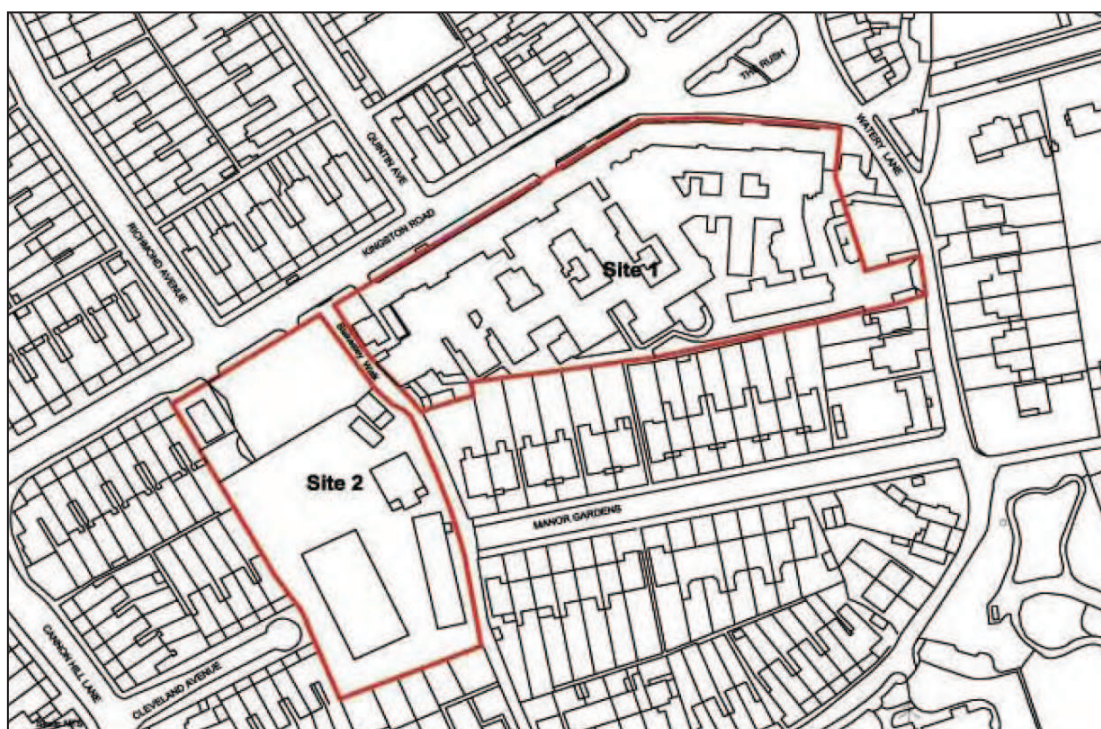 THE RUSH
WATERY LANE
QUINTIN AVE
KINGSTON ROAD
RICHMOND AVENUE
Site 1
Walk
Site 2
MANOR GARDENS
CANNON HILL LANE
CLEVELAND AVENUE